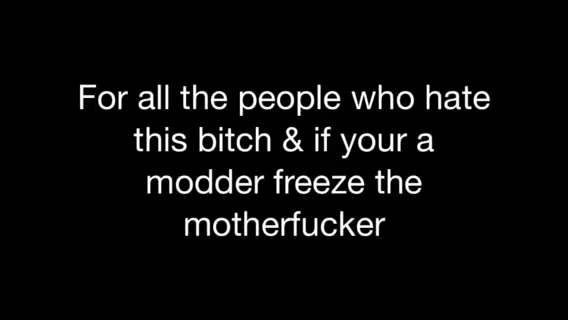 For all the people who hate
this bitch & if your a
modder freeze the
motherfucker